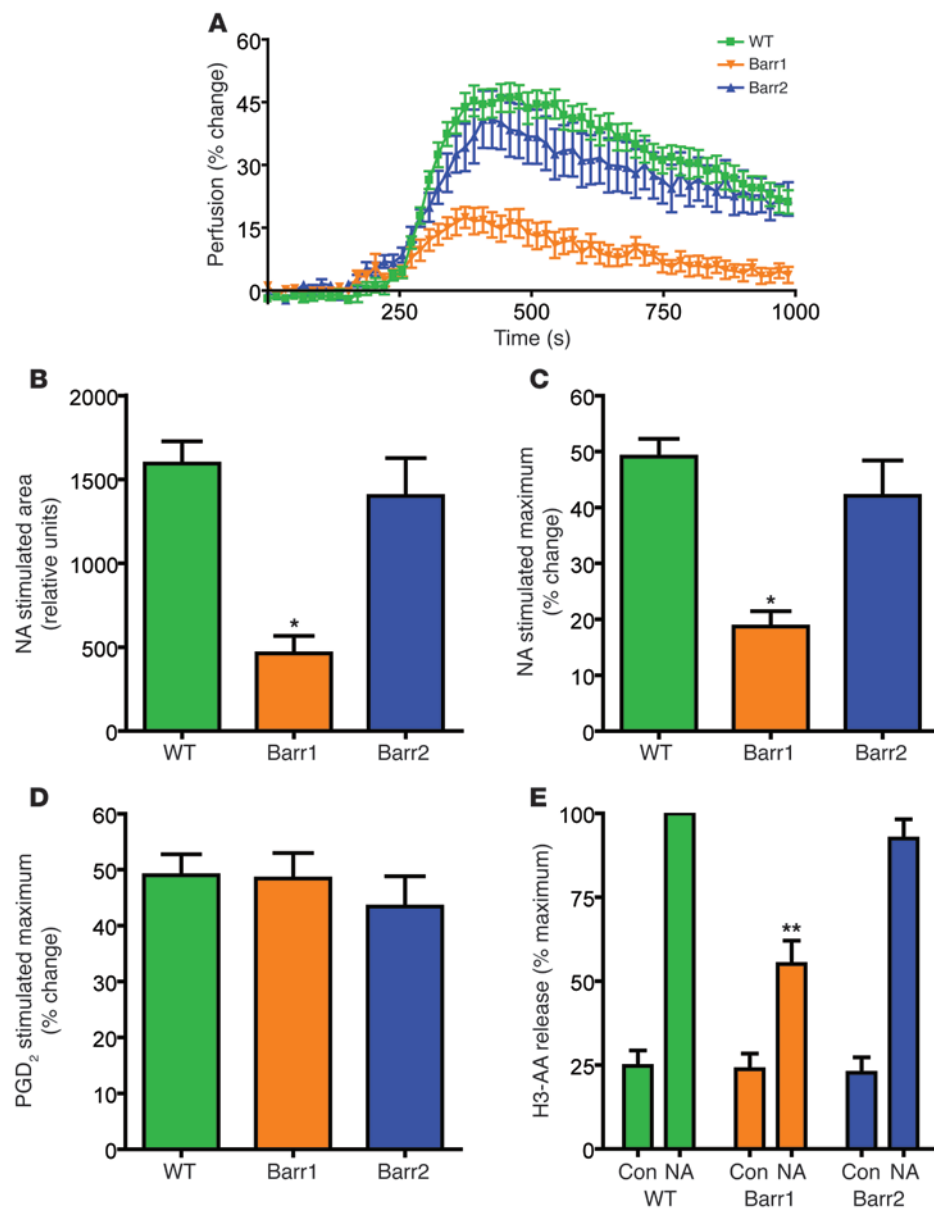 A
Perfusion (% change)
60
45
30
15
0
250
500
750
1000
Time (s)
WT
Barr1
Barr2
B
NA stimulated area
(relative units)
2000
1500
1000
500
0
*
WT
Barr1
Barr2
C
NA stimulated maximum
(% change)
60
50
40
30
20
10
0
*
WT
Barr1
Barr2
D
PGD₂ stimulated maximum
(% change)
60
50
40
30
20
10
0
WT
Barr1
Barr2
E
H3-AA release (% maximum)
100
75
50
25
0
**
Con NA
Con NA
Con NA
WT
Barr1
Barr2